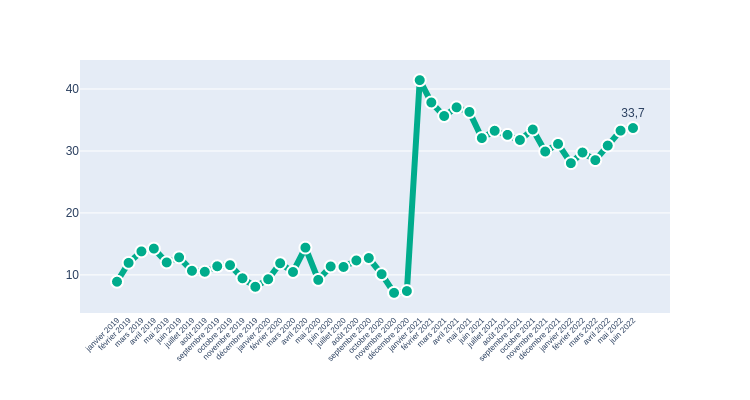 33,7
40
30
20
10
janvier 2019
février 2019
mars 2019
avril 2019
mai 2019
juin 2019
juillet 2019
août 2019
septembre 2019
octobre 2019
novembre 2019
décembre 2019
janvier 2020
février 2020
mars 2020
avril 2020
mai 2020
juin 2020
juillet 2020
août 2020
septembre 2020
octobre 2020
novembre 2020
décembre 2020
janvier 2021
février 2021
mars 2021
avril 2021
mai 2021
juin 2021
juillet 2021
août 2021
septembre 2021
octobre 2021
novembre 2021
décembre 2021
janvier 2022
février 2022
mars 2022
avril 2022
mai 2022
juin 2022